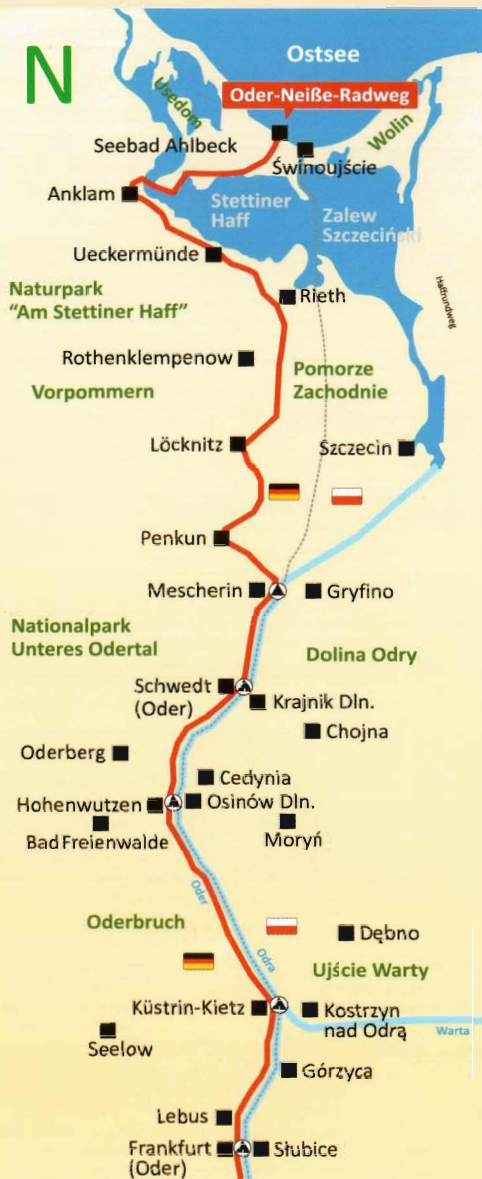 N
Ostsee
Usedom
Oder-Neiße-Radweg
Wolin
Seebad Ahlbeck
Świnoujście
Anklam
Stettiner
Haff
Zalew
Szczeciński
Ueckermünde
Haffrundweg
Naturpark
"Am Stettiner Haff"
Rieth
Rothenklempenow
Pomorze
Zachodnie
Vorpommern
Löcknitz
Szczecin
Penkun
Mescherin
Gryfino
Nationalpark
Unteres Odertal
Dolina Odry
Schwedt
(Oder)
Krajnik Dln.
Chojna
Oderberg
Cedynia
Hohenwutzen
Osinów Dln.
Bad Freienwalde
Moryń
Oder
Oderbruch
Dębno
Odra
Ujście Warty
Küstrin-Kietz
Kostrzyn
nad Odrą
Warta
Seelow
Górzyca
Lebus
Frankfurt
(Oder)
Słubice